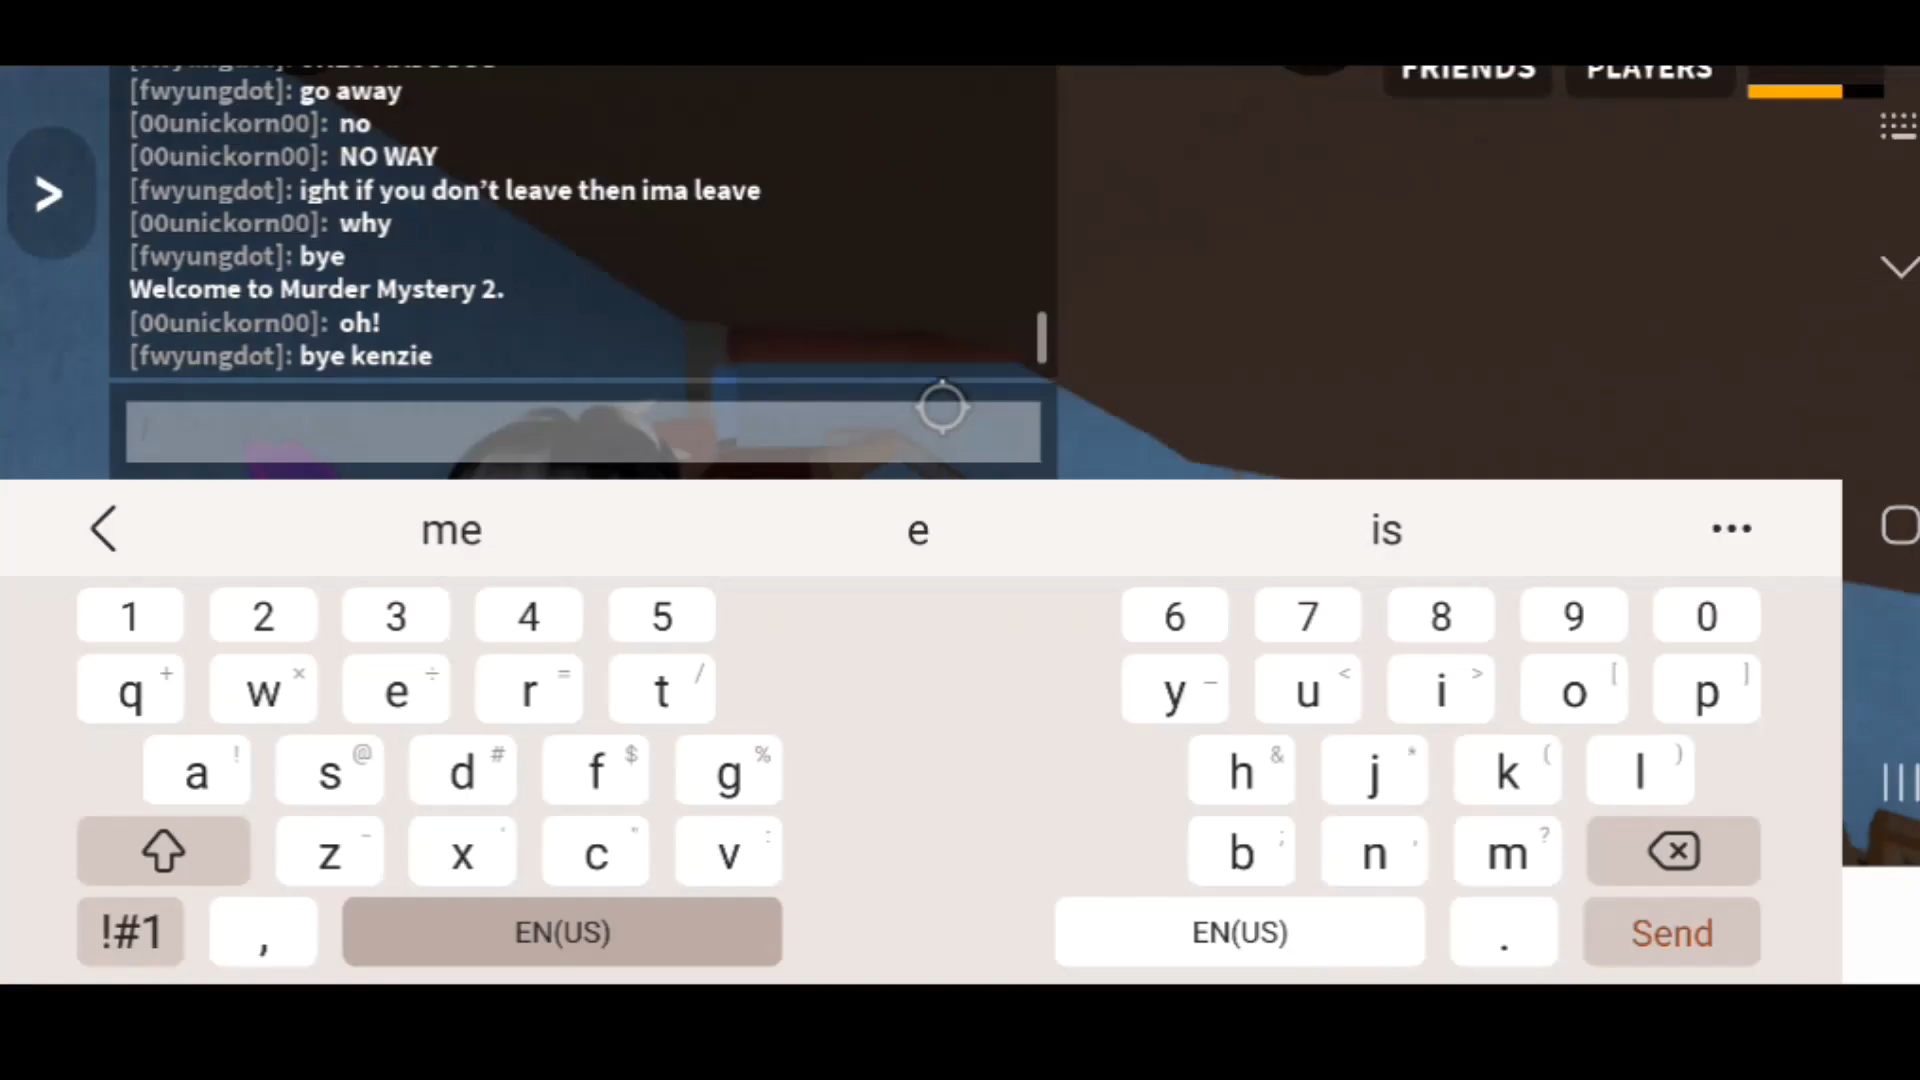 FRIENDS PLAYERS
[fwyungdot]: go away
[00unickorn00]: no
[00unickorn00]: NO WAY
[fwyungdot]: ight if you don't leave then ima leave
[00unickorn00]: why
[fwyungdot]: bye
Welcome to Murder Mystery 2.
[00unickorn00]: oh!
[fwyungdot]: bye kenzie
me e is •••
1 2 3 4 5 6 7 8 9 0
q + w × e ÷ r = t / y _ u < i > o [ p ]
a ! s @ d # f $ g % h & j * k ( l )
z - x ' c " v : b ; n , m ?
!#1 , EN(US) EN(US) . Send